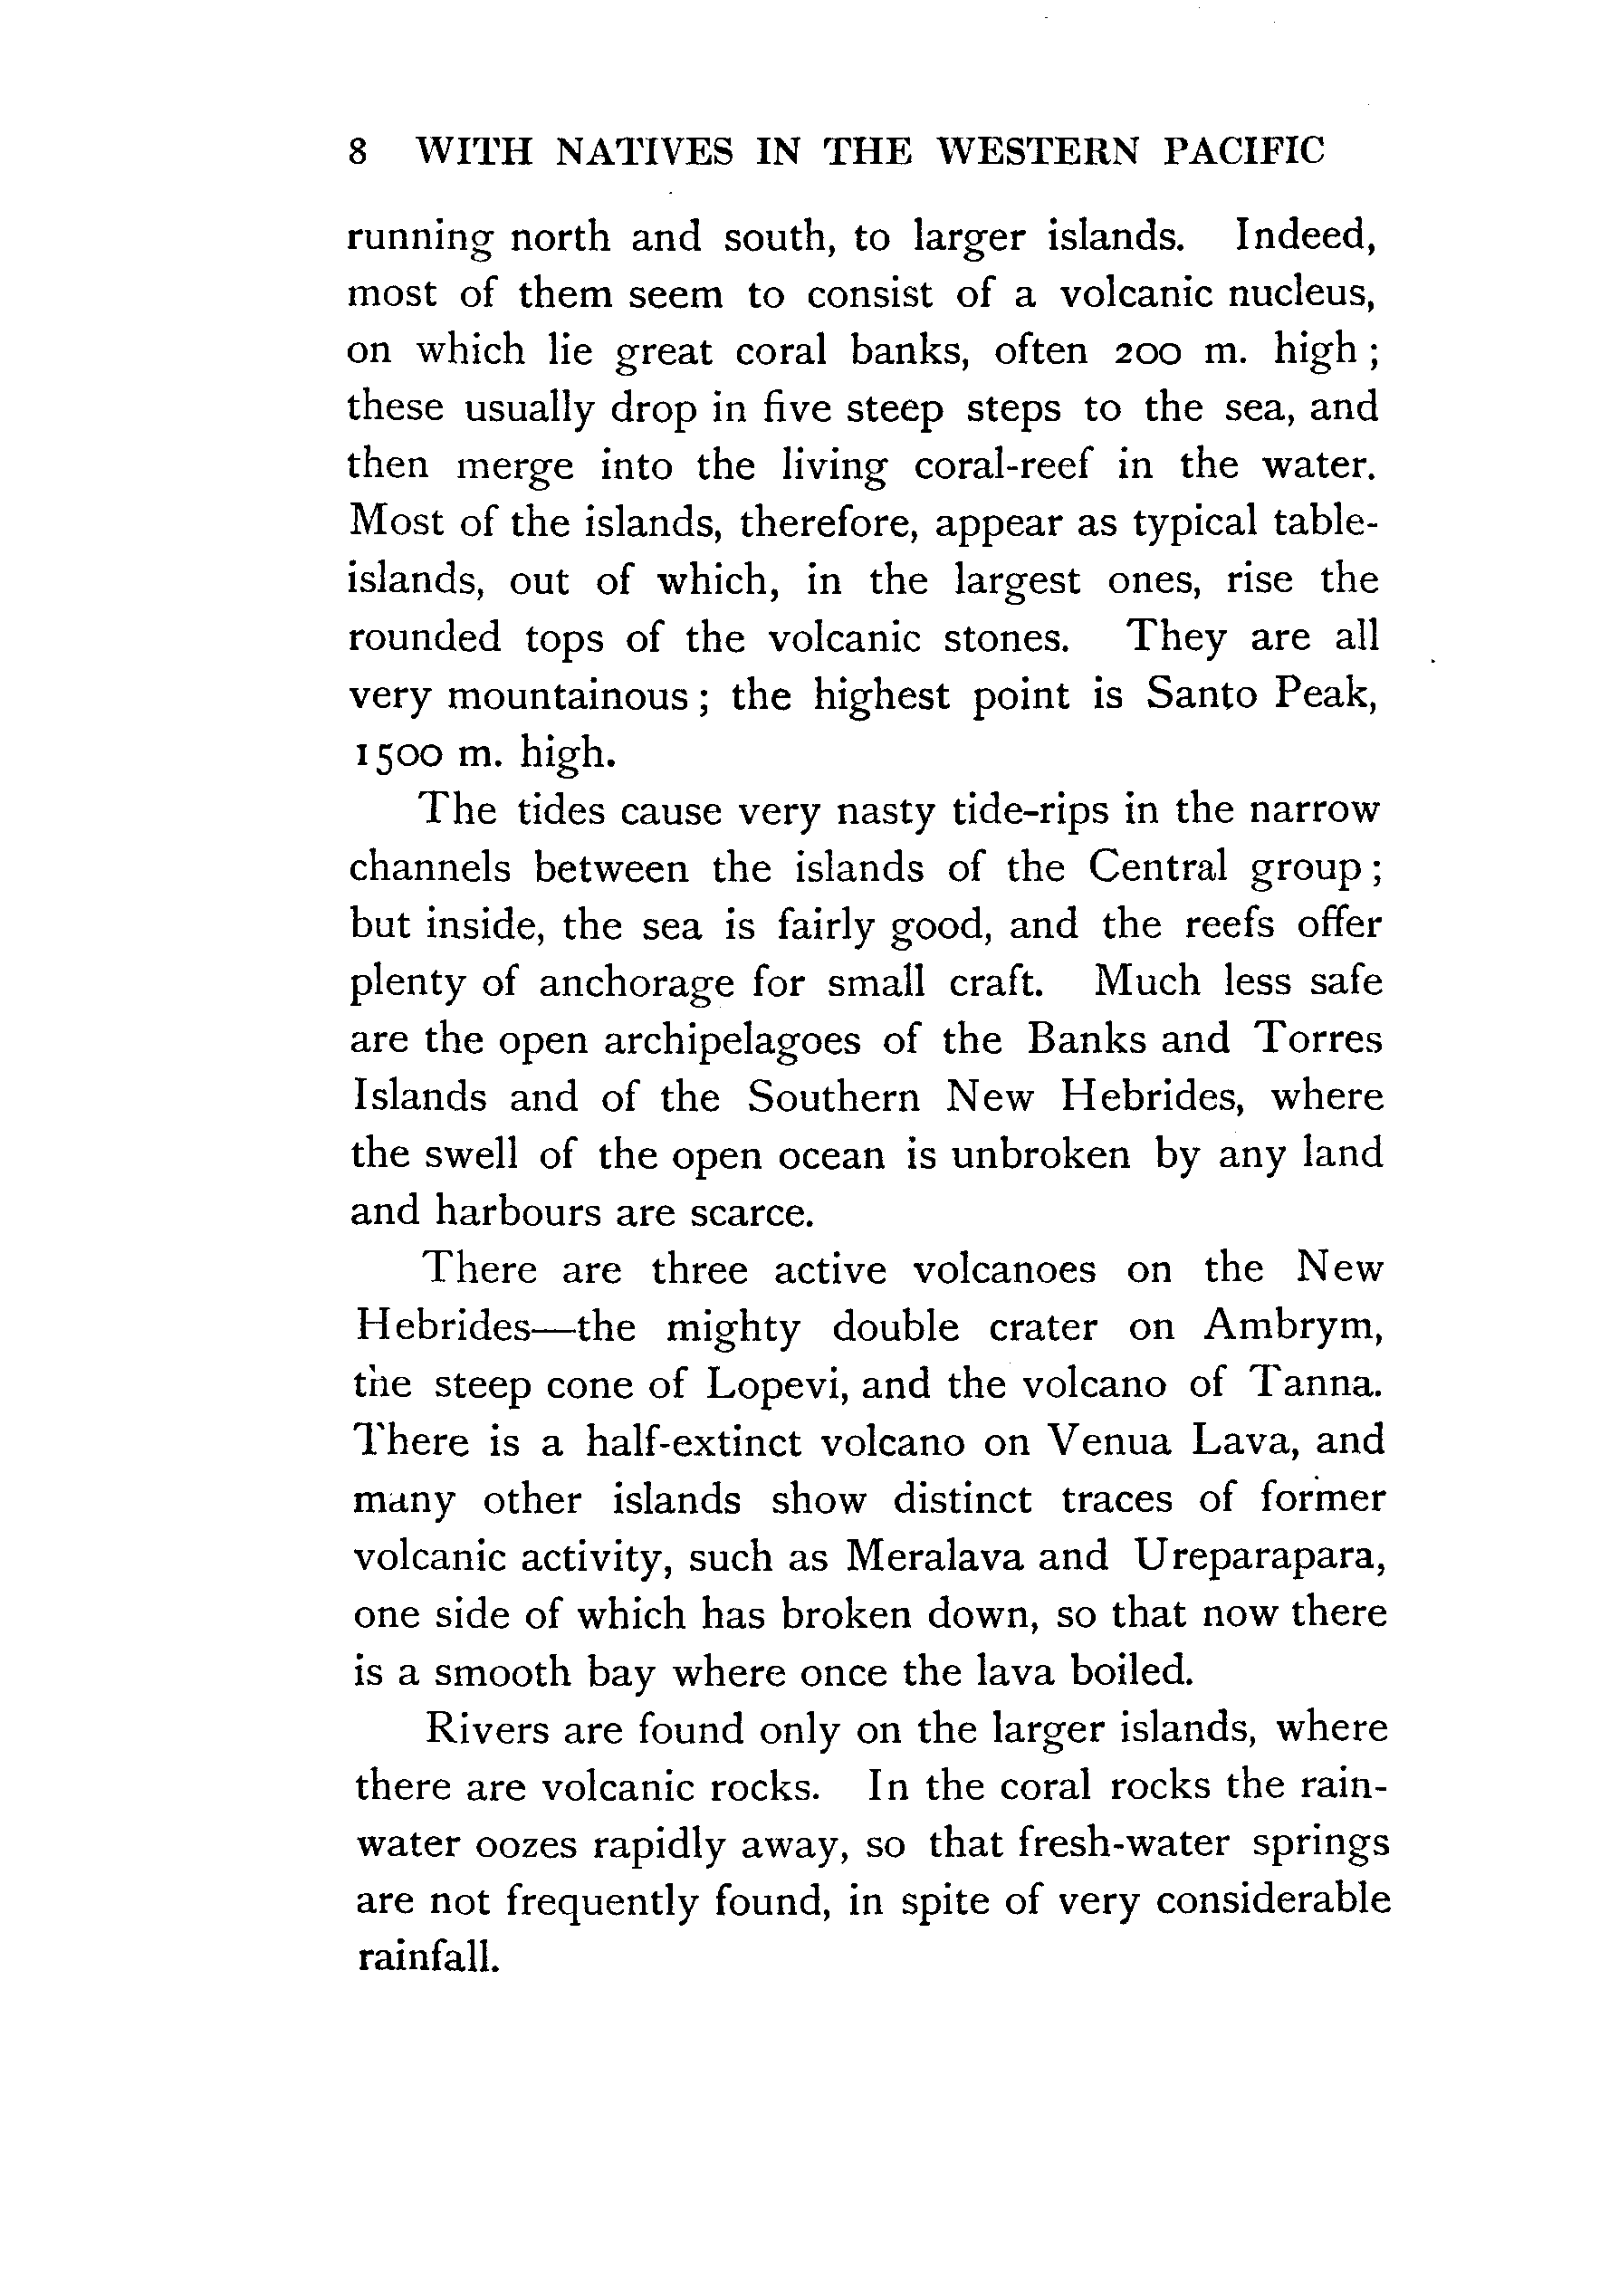 8 WITH NATIVES IN THE WESTERN PACIFIC
running north and south, to larger islands. Indeed,
most of them seem to consist of a volcanic nucleus,
on which lie great coral banks, often 200 m. high;
these usually drop in five steep steps to the sea, and
then merge into the living coral-reef in the water.
Most of the islands, therefore, appear as typical table-
islands, out of which, in the largest ones, rise the
rounded tops of the volcanic stones. They are all
very mountainous; the highest point is Santo Peak,
1500 m. high.
The tides cause very nasty tide-rips in the narrow
channels between the islands of the Central group;
but inside, the sea is fairly good, and the reefs offer
plenty of anchorage for small craft. Much less safe
are the open archipelagoes of the Banks and Torres
Islands and of the Southern New Hebrides, where
the swell of the open ocean is unbroken by any land
and harbours are scarce.
There are three active volcanoes on the New
Hebrides—the mighty double crater on Ambrym,
the steep cone of Lopevi, and the volcano of Tanna.
There is a half-extinct volcano on Venua Lava, and
many other islands show distinct traces of former
volcanic activity, such as Meralava and Ureparapara,
one side of which has broken down, so that now there
is a smooth bay where once the lava boiled.
Rivers are found only on the larger islands, where
there are volcanic rocks. In the coral rocks the rain-
water oozes rapidly away, so that fresh-water springs
are not frequently found, in spite of very considerable
rainfall.